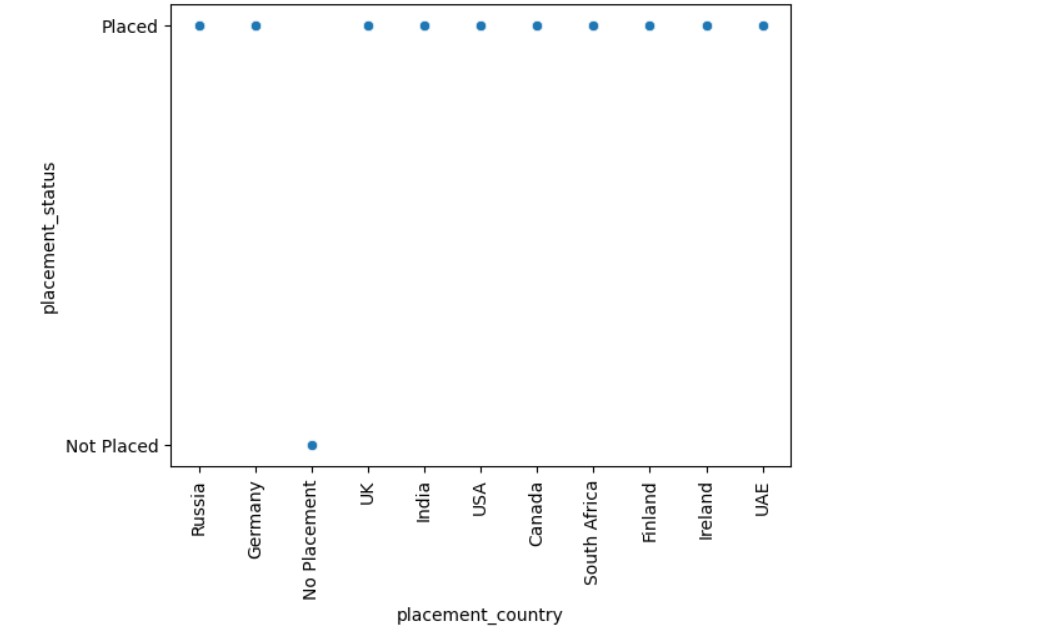 Placed
placement_status
Not Placed
Russia
Germany
No Placement
UK
India
USA
Canada
South Africa
Finland
Ireland
UAE
placement_country